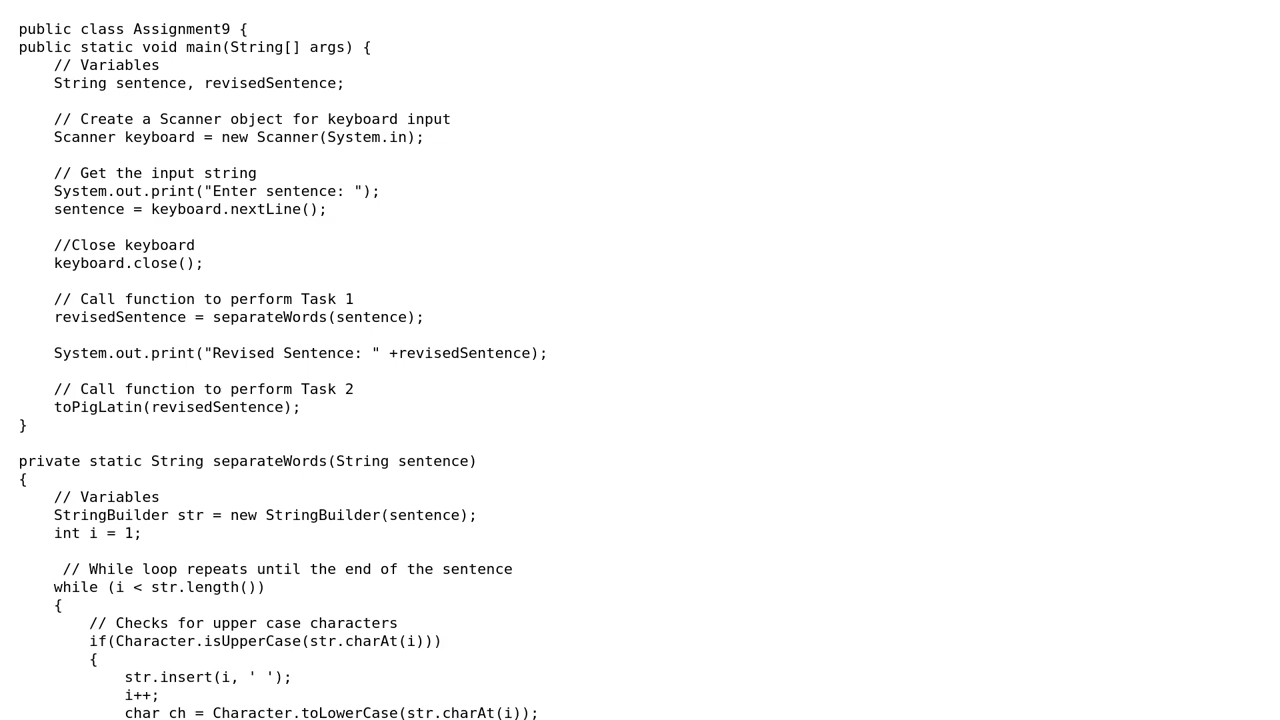 public class Assignment9 {
public static void main(String[] args) {
    // Variables
    String sentence, revisedSentence;

    // Create a Scanner object for keyboard input
    Scanner keyboard = new Scanner(System.in);

    // Get the input string
    System.out.print("Enter sentence: ");
    sentence = keyboard.nextLine();

    //Close keyboard
    keyboard.close();

    // Call function to perform Task 1
    revisedSentence = separateWords(sentence);

    System.out.print("Revised Sentence: " +revisedSentence);

    // Call function to perform Task 2
    toPigLatin(revisedSentence);
}

private static String separateWords(String sentence)
{
    // Variables
    StringBuilder str = new StringBuilder(sentence);
    int i = 1;

     // While loop repeats until the end of the sentence
    while (i < str.length())
    {
        // Checks for upper case characters
        if(Character.isUpperCase(str.charAt(i)))
        {
            str.insert(i, ' ');
            i++;
            char ch = Character.toLowerCase(str.charAt(i));